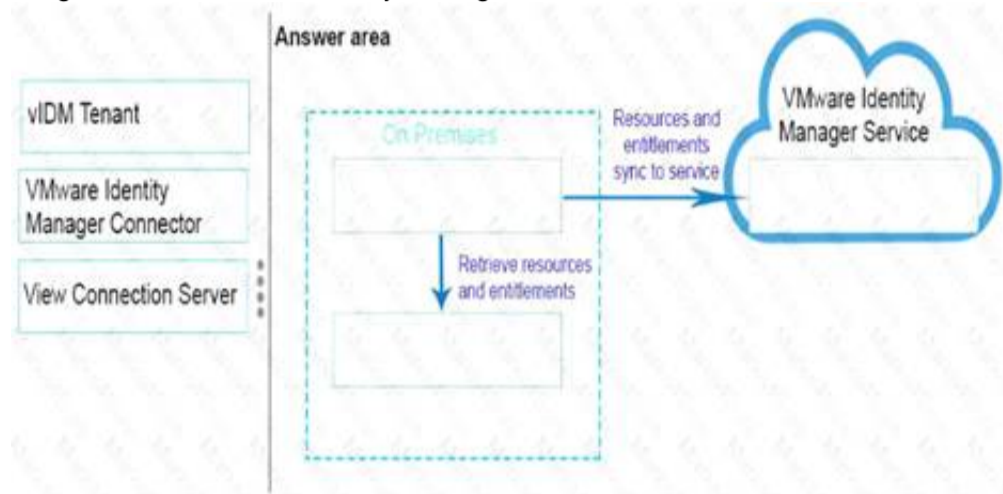 Answer area
vIDM Tenant
VMware Identity
Manager Connector
View Connection Server
On Premises
Resources and
entitlements
sync to service
Retrieve resources
and entitlements
VMware Identity
Manager Service